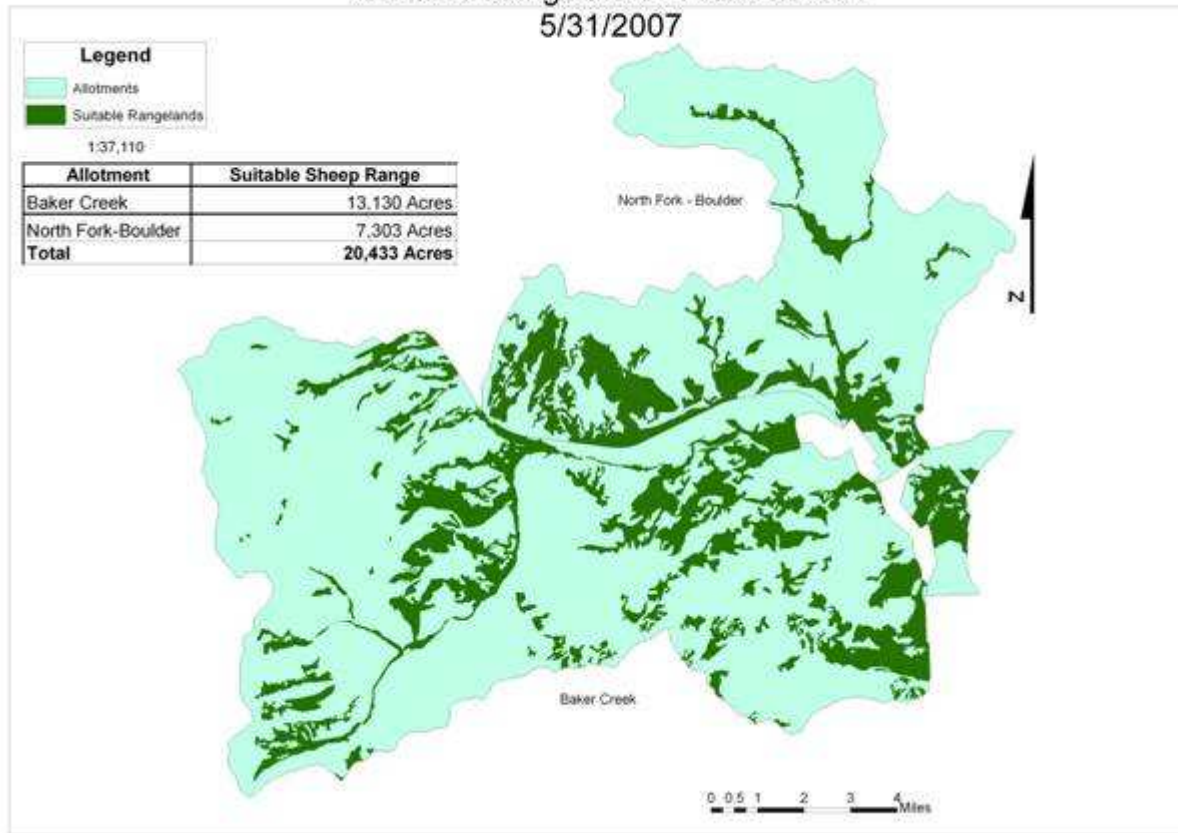 5/31/2007
Legend
Allotments
Suitable Rangelands
1:37,110
Allotment Suitable Sheep Range
Baker Creek 13,130 Acres
North Fork-Boulder 7,303 Acres
Total 20,433 Acres
North Fork - Boulder
N
Baker Creek
0 0.5 1 2 3 4 Miles